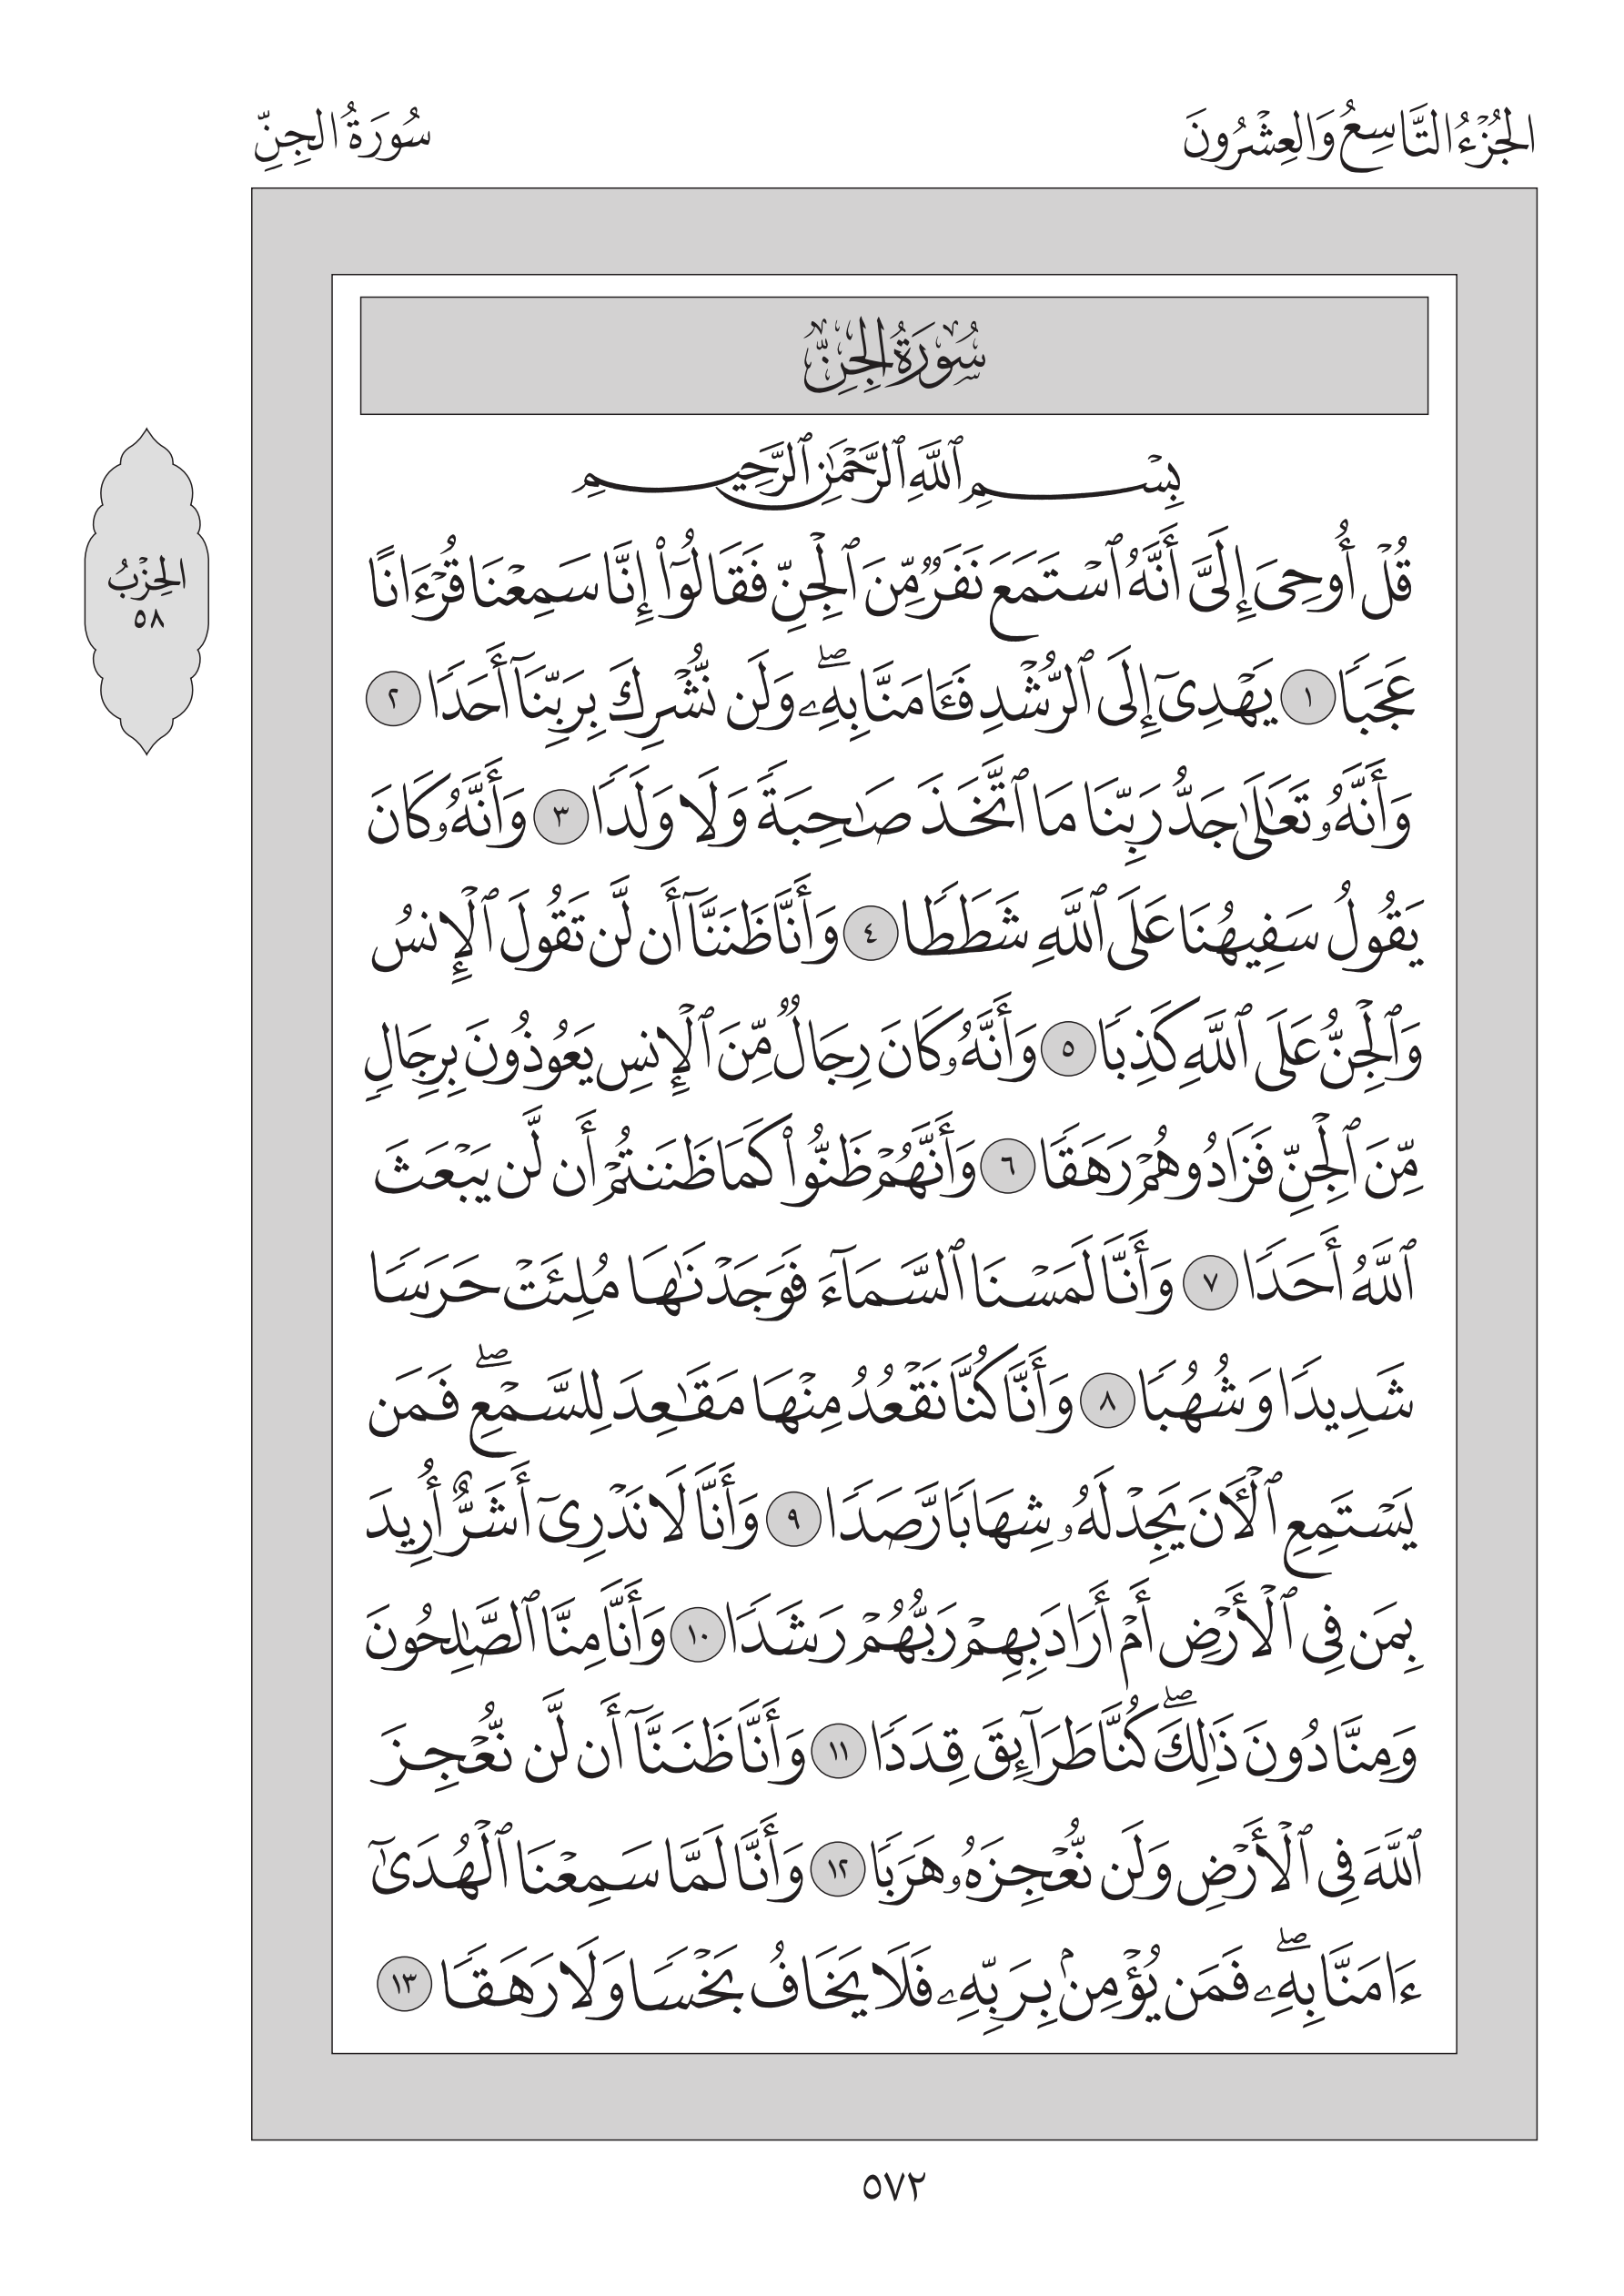 الجُزْءُ التَّاسِعُ وَالعِشْرُونَ
سُورَةُ الجِنِّ
سُورَةُ الجِنِّ
بِسْمِ ٱللَّهِ ٱلرَّحْمَٰنِ ٱلرَّحِيمِ
قُلْ أُوحِىَ إِلَىَّ أَنَّهُ ٱسْتَمَعَ نَفَرٌ مِّنَ ٱلْجِنِّ فَقَالُوٓا۟ إِنَّا سَمِعْنَا قُرْءَانًا
عَجَبًا ١ يَهْدِىٓ إِلَى ٱلرُّشْدِ فَـَٔامَنَّا بِهِۦۖ وَلَن نُّشْرِكَ بِرَبِّنَآ أَحَدًا ٢
وَأَنَّهُۥ تَعَٰلَىٰ جَدُّ رَبِّنَا مَا ٱتَّخَذَ صَٰحِبَةً وَلَا وَلَدًا ٣ وَأَنَّهُۥ كَانَ
يَقُولُ سَفِيهُنَا عَلَى ٱللَّهِ شَطَطًا ٤ وَأَنَّا ظَنَنَّآ أَن لَّن تَقُولَ ٱلْإِنسُ
وَٱلْجِنُّ عَلَى ٱللَّهِ كَذِبًا ٥ وَأَنَّهُۥ كَانَ رِجَالٌ مِّنَ ٱلْإِنسِ يَعُوذُونَ بِرِجَالٍ
مِّنَ ٱلْجِنِّ فَزَادُوهُمْ رَهَقًا ٦ وَأَنَّهُمْ ظَنُّوا۟ كَمَا ظَنَنتُمْ أَن لَّن يَبْعَثَ
ٱللَّهُ أَحَدًا ٧ وَأَنَّا لَمَسْنَا ٱلسَّمَآءَ فَوَجَدْنَٰهَا مُلِئَتْ حَرَسًا
شَدِيدًا وَشُهُبًا ٨ وَأَنَّا كُنَّا نَقْعُدُ مِنْهَا مَقَٰعِدَ لِلسَّمْعِۖ فَمَن
يَسْتَمِعِ ٱلْـَٔانَ يَجِدْ لَهُۥ شِهَابًا رَّصَدًا ٩ وَأَنَّا لَا نَدْرِىٓ أَشَرٌّ أُرِيدَ
بِمَن فِى ٱلْأَرْضِ أَمْ أَرَادَ بِهِمْ رَبُّهُمْ رَشَدًا ١٠ وَأَنَّا مِنَّا ٱلصَّٰلِحُونَ
وَمِنَّا دُونَ ذَٰلِكَۖ كُنَّا طَرَآئِقَ قِدَدًا ١١ وَأَنَّا ظَنَنَّآ أَن لَّن نُّعْجِزَ
ٱللَّهَ فِى ٱلْأَرْضِ وَلَن نُّعْجِزَهُۥ هَرَبًا ١٢ وَأَنَّا لَمَّا سَمِعْنَا ٱلْهُدَىٰٓ
ءَامَنَّا بِهِۦۖ فَمَن يُؤْمِنۢ بِرَبِّهِۦ فَلَا يَخَافُ بَخْسًا وَلَا رَهَقًا ١٣
الحِزْبُ
٥٨
٥٧٢